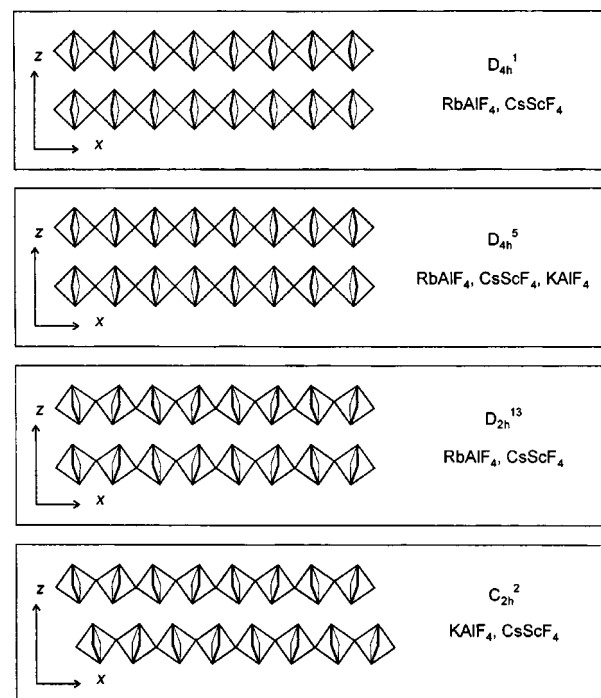 z
x
D₄ₕ¹
RbAlF₄, CsScF₄
z
x
D₄ₕ⁵
RbAlF₄, CsScF₄, KAlF₄
z
x
D₂ₕ¹³
RbAlF₄, CsScF₄
z
x
C₂ₕ²
KAlF₄, CsScF₄